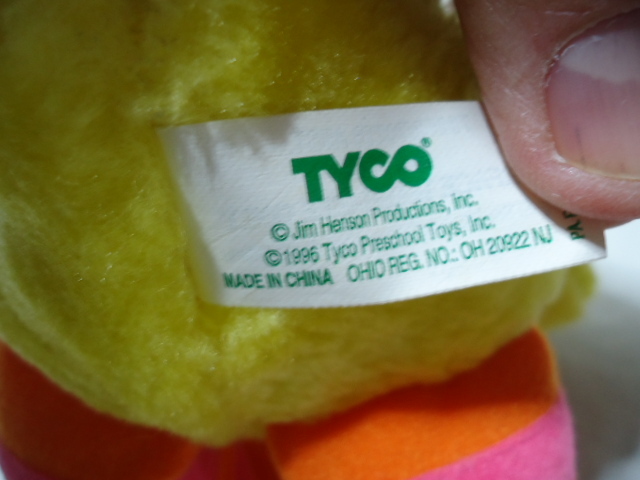 TYCO®
© Jim Henson Productions, Inc.
©1996 Tyco Preschool Toys, Inc.
MADE IN CHINA OHIO REG. NO.: OH 20922 NJ